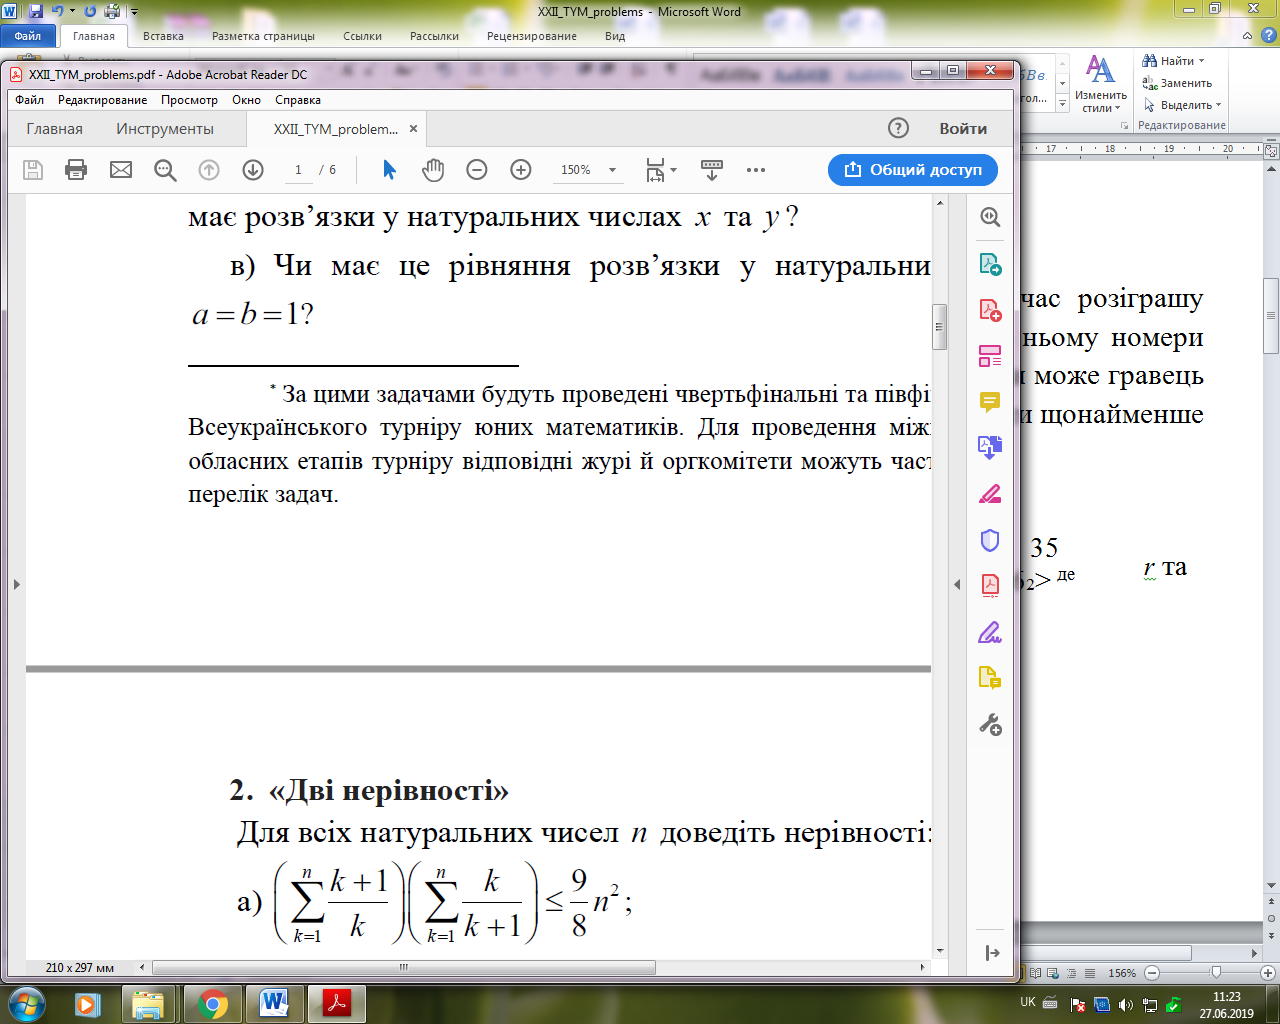 XXII_TYM_problems - Microsoft Word
Файл Главная Вставка Разметка страницы Ссылки Рассылки Рецензирование Вид
XXII_TYM_problems.pdf - Adobe Acrobat Reader DC
Файл Редактирование Просмотр Окно Справка
Главная Инструменты XXII_TYM_problem... × Войти
1 / 6 150% Общий доступ
Изменить стили
Найти
Заменить
Выделить
Редактирование
17 18 19 20
має розв’язки у натуральних числах x та y?
в) Чи має це рівняння розв’язки у натуральни
a = b = 1?
* За цими задачами будуть проведені чвертьфінальні та півфі
Всеукраїнського турніру юних математиків. Для проведення між
обласних етапів турніру відповідні журі й оргкомітети можуть част
перелік задач.
2. «Дві нерівності»
Для всіх натуральних чисел n доведіть нерівності:
а) (∑_{k=1}^{n} (k+1)/k)(∑_{k=1}^{n} k/(k+1)) ≤ 9/8 n²;
час розіграшу
ньому номери
може гравець
и щонайменше
35
2> де r та
210 x 297 мм
156%
UK
11:23
27.06.2019